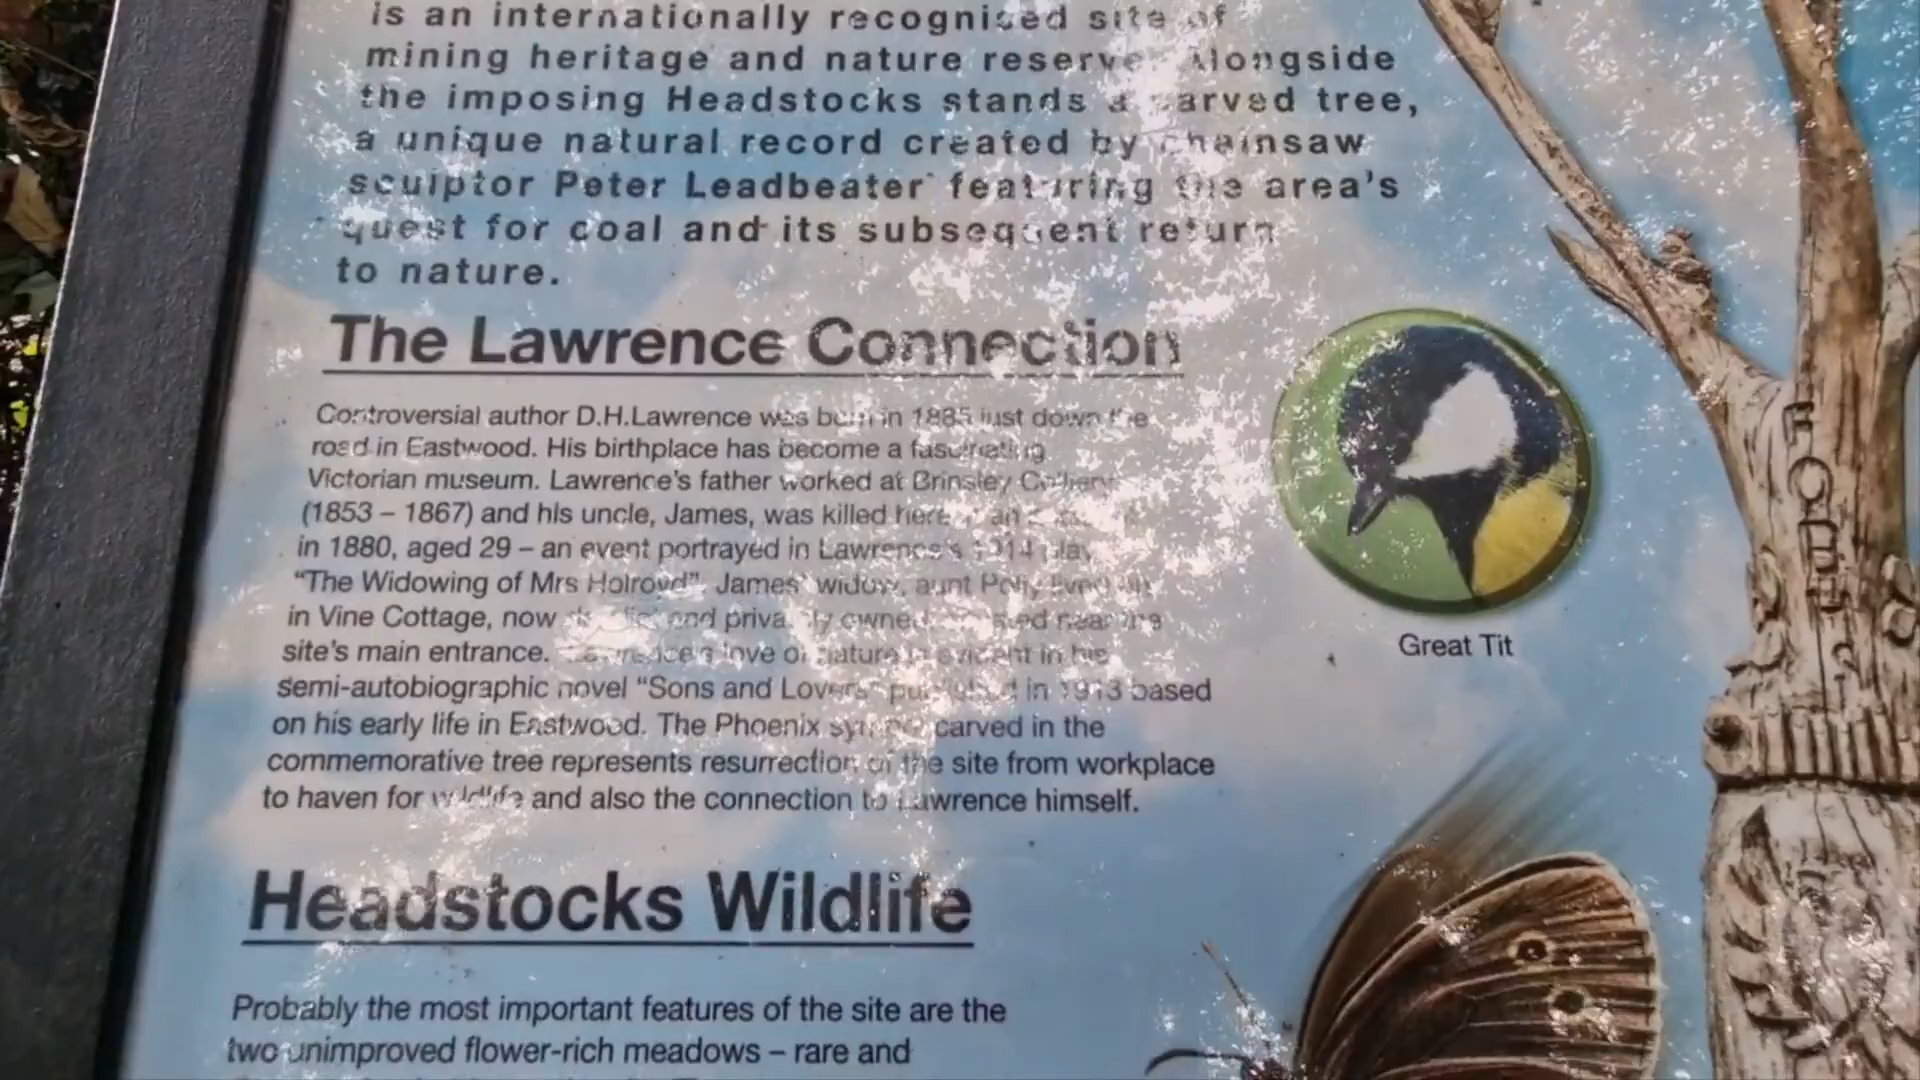 is an internationally recognised site of
mining heritage and nature reserve. Alongside
the imposing Headstocks stands a carved tree,
a unique natural record created by chainsaw
sculptor Peter Leadbeater featuring the area's
quest for coal and its subsequent return
to nature.
The Lawrence Connection
Controversial author D.H.Lawrence was born in 1885 just down the
road in Eastwood. His birthplace has become a fascinating
Victorian museum. Lawrence's father worked at Brinsley Colliery
(1853 – 1867) and his uncle, James, was killed here
in 1880, aged 29 – an event portrayed in Lawrence's 1914 play
"The Widowing of Mrs Holroyd". James' widow, aunt Polly lived
in Vine Cottage, now and privately owned near the
site's main entrance. Lawrence's love of nature is evident in his
semi-autobiographic novel "Sons and Lovers" published in 1913 based
on his early life in Eastwood. The Phoenix symbol carved in the
commemorative tree represents resurrection of the site from workplace
to haven for wildlife and also the connection to Lawrence himself.
Great Tit
Headstocks Wildlife
Probably the most important features of the site are the
two unimproved flower-rich meadows – rare and